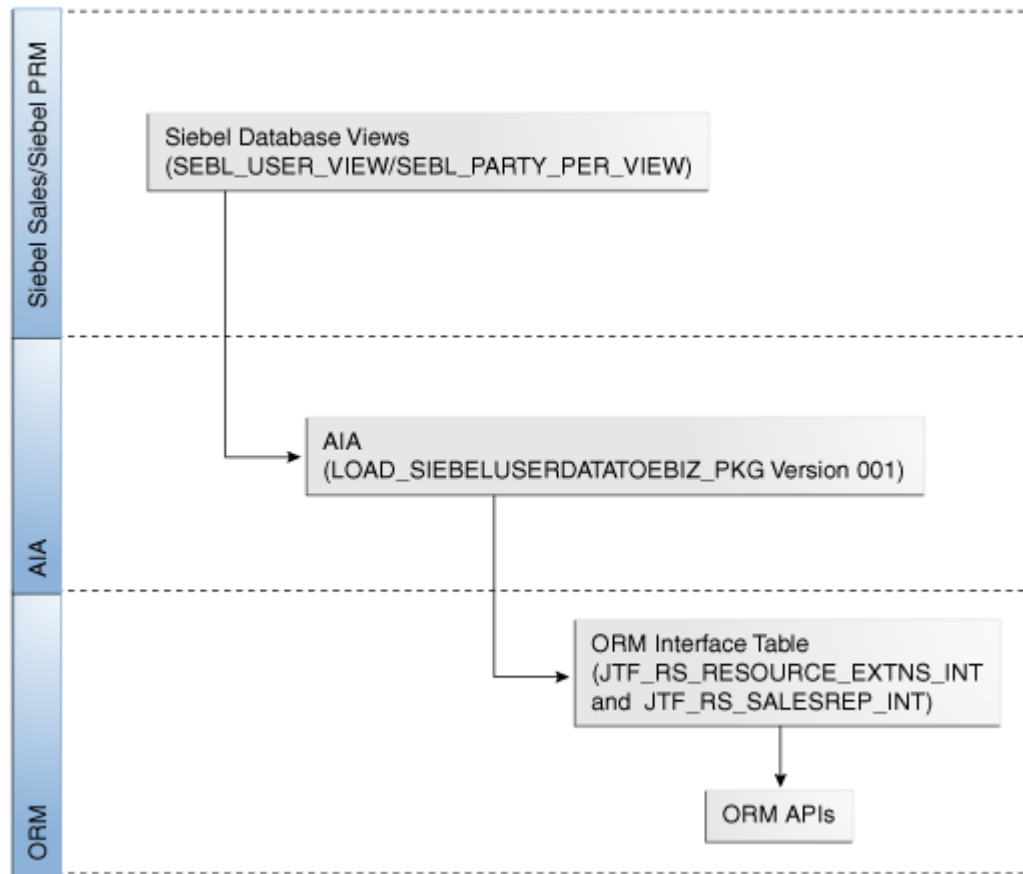 Siebel Sales/Siebel PRM
Siebel Database Views
(SEBL_USER_VIEW/SEBL_PARTY_PER_VIEW)
AIA
AIA
(LOAD_SIEBELUSERDATATOEBIZ_PKG Version 001)
ORM
ORM Interface Table
(JTF_RS_RESOURCE_EXTNS_INT
and JTF_RS_SALESREP_INT)
ORM APIs